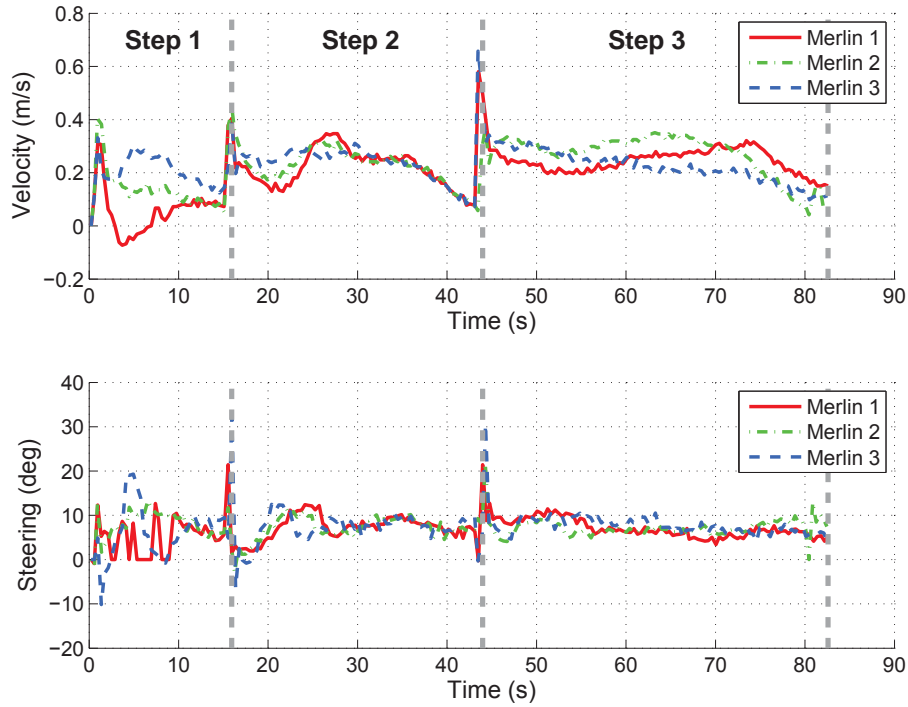 Step 1
Step 2
Step 3
Merlin 1
Merlin 2
Merlin 3
Velocity (m/s)
0.8
0.6
0.4
0.2
0
−0.2
0 10 20 30 40 50 60 70 80 90
Time (s)
Merlin 1
Merlin 2
Merlin 3
Steering (deg)
40
30
20
10
0
−10
−20
0 10 20 30 40 50 60 70 80 90
Time (s)